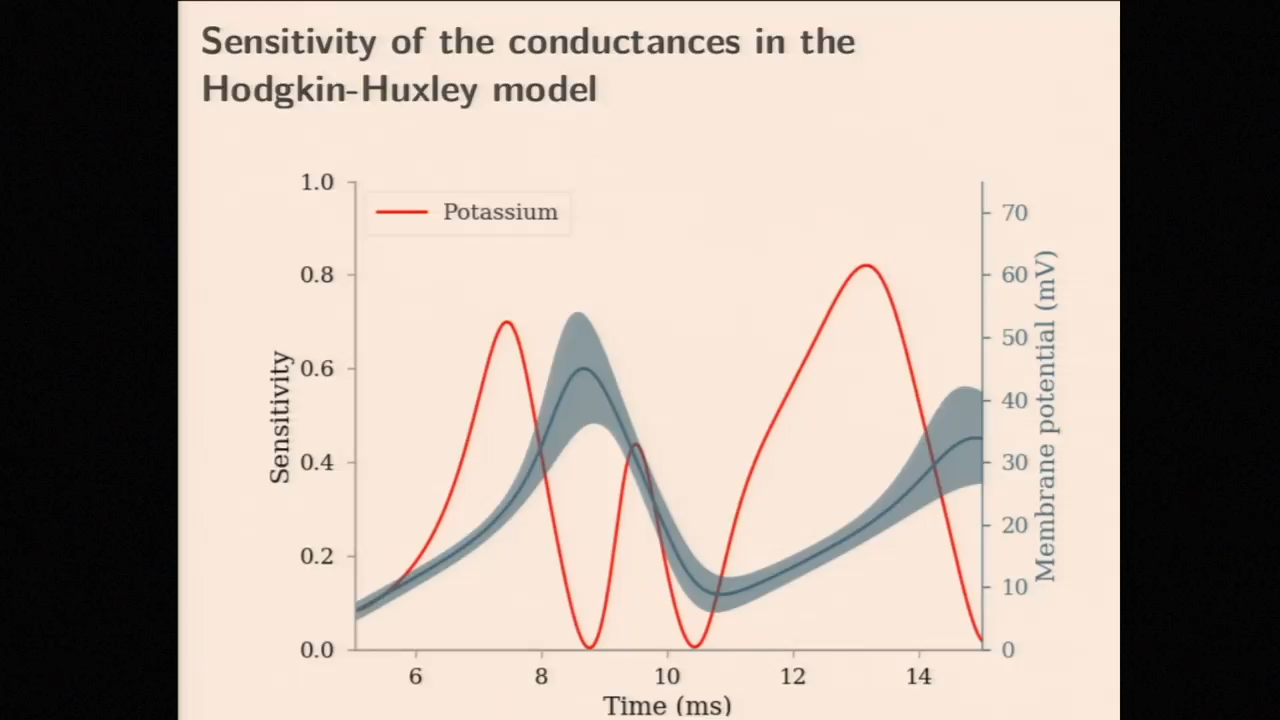 Sensitivity of the conductances in the
Hodgkin-Huxley model
Potassium
1.0
0.8
0.6
0.4
0.2
0.0
Sensitivity
70
60
50
40
30
20
10
0
Membrane potential (mV)
6 8 10 12 14
Time (ms)